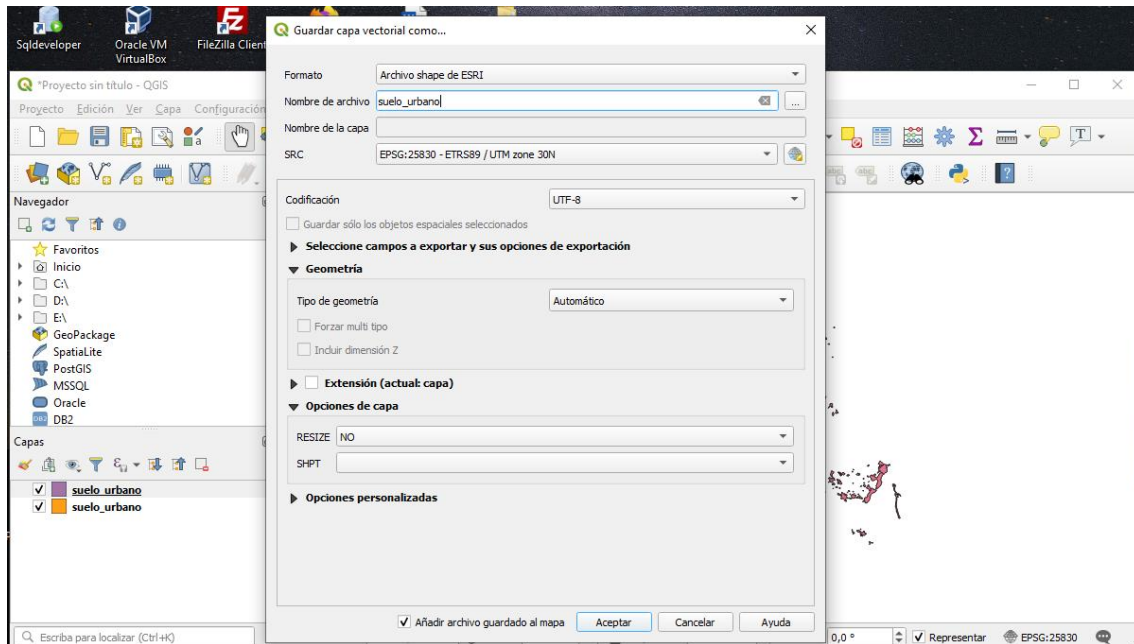 Sqldeveloper
Oracle VM
VirtualBox
FileZilla Client
Guardar capa vectorial como...
*Proyecto sin título - QGIS
Proyecto Edición Ver Capa Configuración
Formato Archivo shape de ESRI
Nombre de archivo suelo_urbano
...
Nombre de la capa
SRC EPSG:25830 - ETRS89 / UTM zone 30N
Codificación UTF-8
Guardar sólo los objetos espaciales seleccionados
Seleccione campos a exportar y sus opciones de exportación
Geometría
Tipo de geometría Automático
Forzar multi tipo
Incluir dimensión Z
Extensión (actual: capa)
Opciones de capa
RESIZE NO
SHPT
Opciones personalizadas
Añadir archivo guardado al mapa Aceptar Cancelar Ayuda
Navegador
Favoritos
Inicio
C:\
D:\
E:\
GeoPackage
SpatiaLite
PostGIS
MSSQL
Oracle
DB2 DB2
Capas
suelo_urbano
suelo_urbano
Escriba para localizar (Ctrl+K)
0,0 ° Representar EPSG:25830